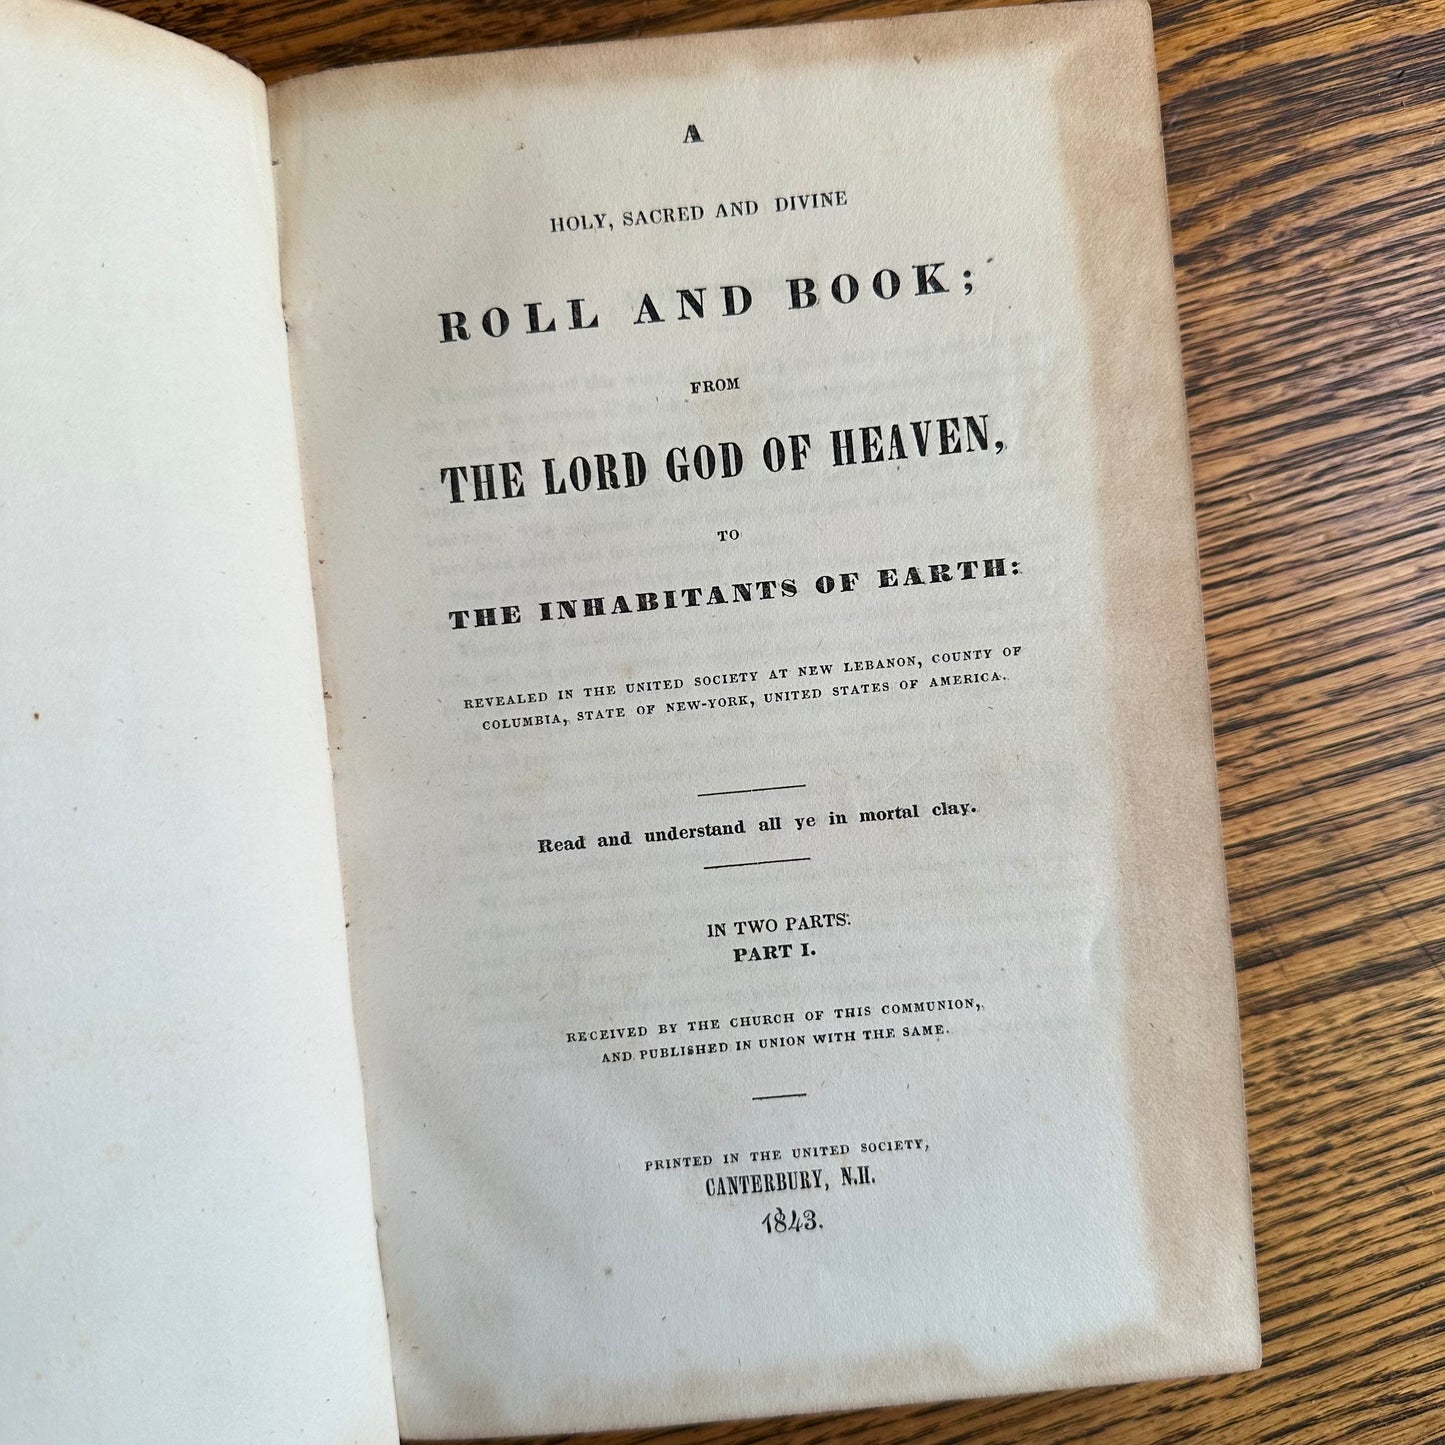 A
HOLY, SACRED AND DIVINE
ROLL AND BOOK;
FROM
THE LORD GOD OF HEAVEN,
TO
THE INHABITANTS OF EARTH:
REVEALED IN THE UNITED SOCIETY AT NEW LEBANON, COUNTY OF
COLUMBIA, STATE OF NEW-YORK, UNITED STATES OF AMERICA.
Read and understand all ye in mortal clay.
IN TWO PARTS.
PART I.
RECEIVED BY THE CHURCH OF THIS COMMUNION,
AND PUBLISHED IN UNION WITH THE SAME.
PRINTED IN THE UNITED SOCIETY,
CANTERBURY, N.H.
1843.